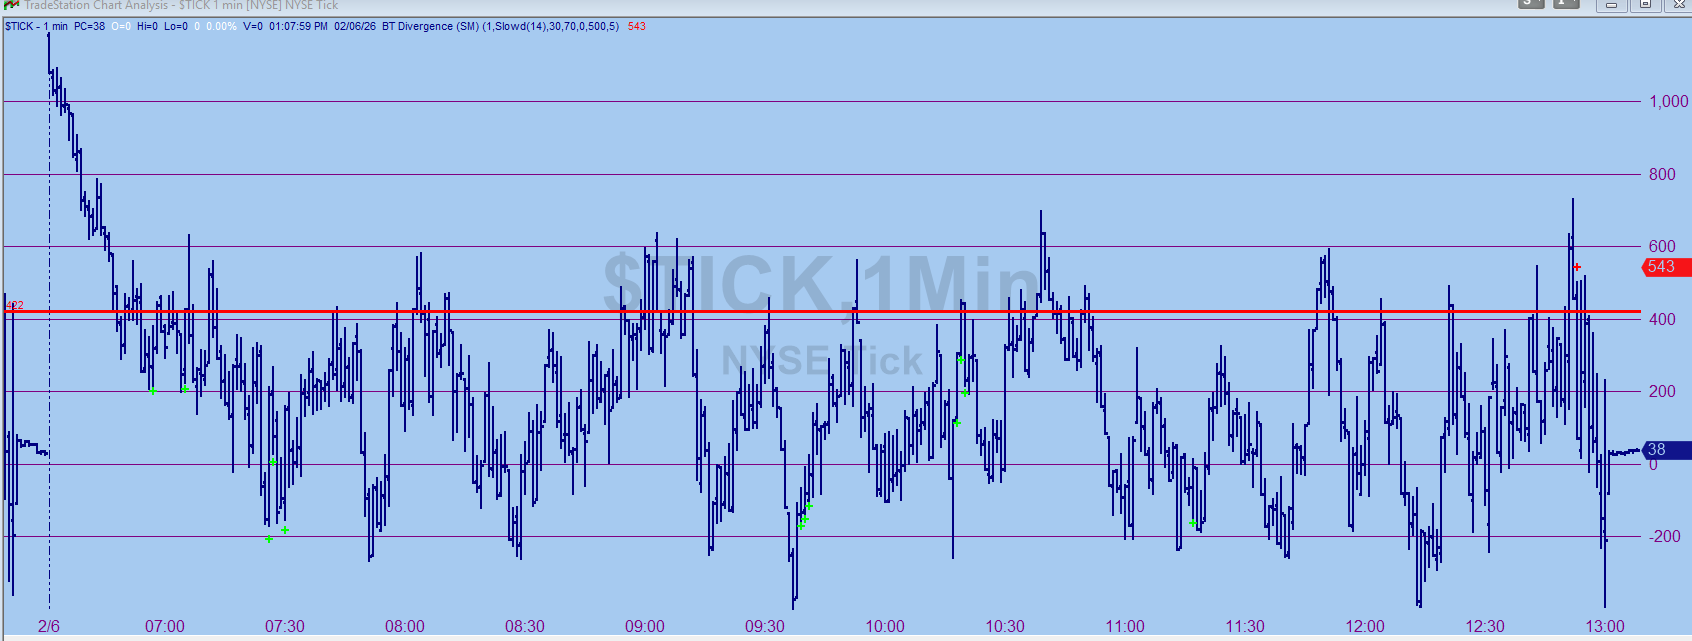 TradeStation Chart Analysis - $TICK 1 min [NYSE] NYSE Tick
$TICK - 1 min PC=38 O=0 Hi=0 Lo=0 0 0.00% V=0 01:07:59 PM 02/06/26 BT Divergence (SM) (1,Slowd(14),30,70,0,500,5) 543
1,000
800
600
543
422
400
200
38
0
-200
$TICK,1Min
NYSE Tick
2/6 07:00 07:30 08:00 08:30 09:00 09:30 10:00 10:30 11:00 11:30 12:00 12:30 13:00